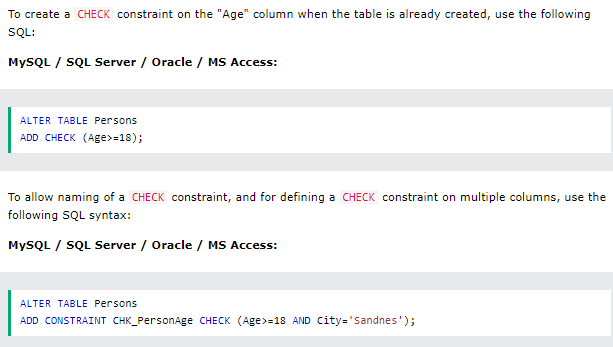 To create a CHECK constraint on the "Age" column when the table is already created, use the following
SQL:
MySQL / SQL Server / Oracle / MS Access:
ALTER TABLE Persons
ADD CHECK (Age>=18);
To allow naming of a CHECK constraint, and for defining a CHECK constraint on multiple columns, use the
following SQL syntax:
MySQL / SQL Server / Oracle / MS Access:
ALTER TABLE Persons
ADD CONSTRAINT CHK_PersonAge CHECK (Age>=18 AND City='Sandnes');